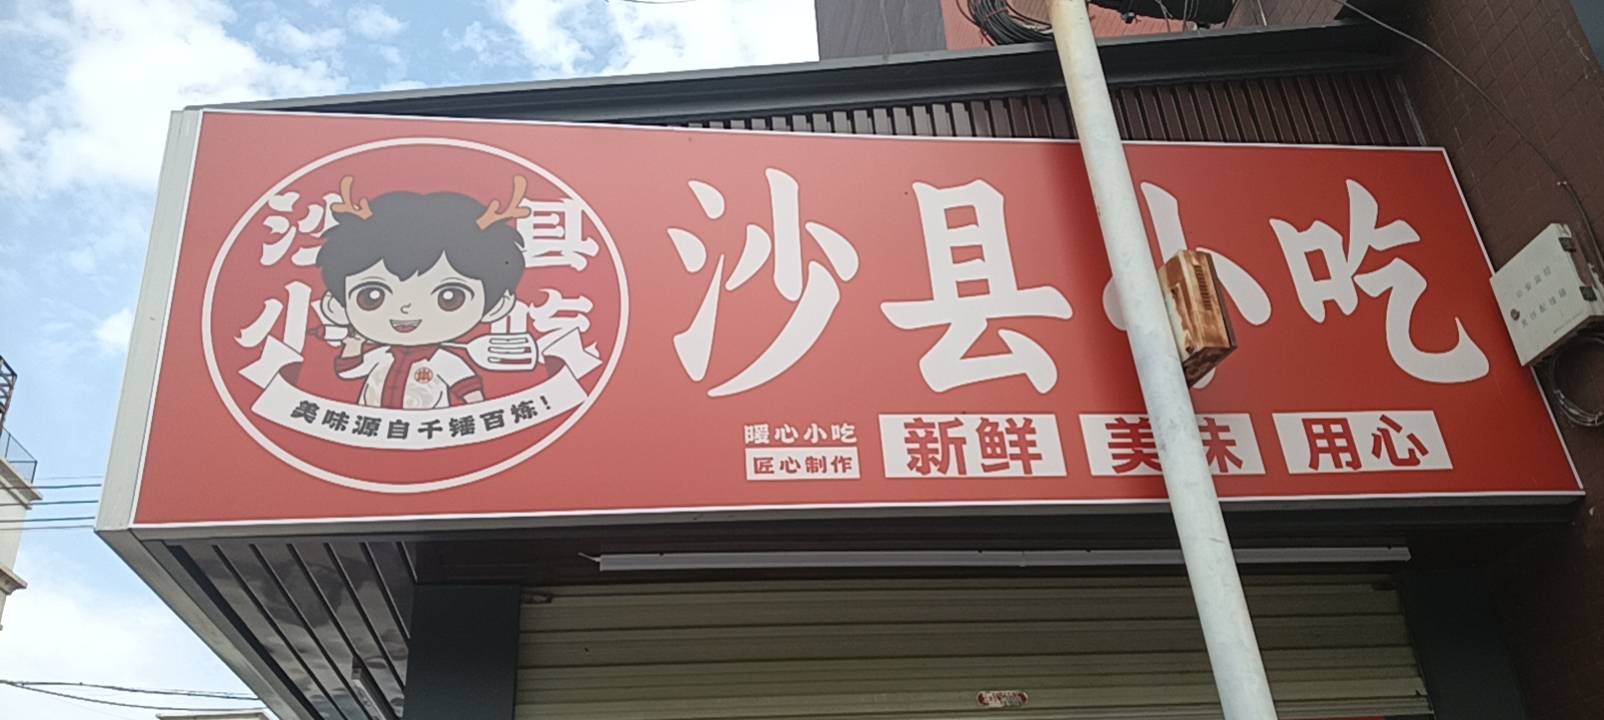 沙县
小吃
美味源自千锤百炼!
沙县小吃
暖心小吃
匠心制作
新鲜 美味 用心